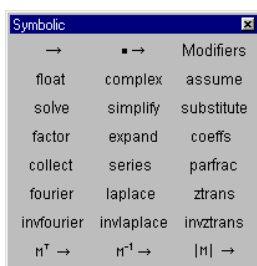 Symbolic
→ ▪ → Modifiers
float complex assume
solve simplify substitute
factor expand coeffs
collect series parfrac
fourier laplace ztrans
invfourier invlaplace invztrans
Mᵀ → M⁻¹ → |M| →